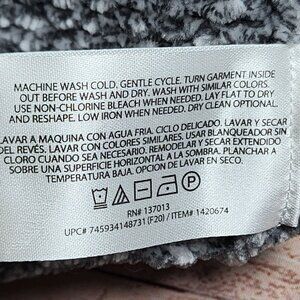 MACHINE WASH COLD. GENTLE CYCLE. TURN GARMENT INSIDE
OUT BEFORE WASH AND DRY. WASH WITH SIMILAR COLORS.
USE NON-CHLORINE BLEACH WHEN NEEDED. LAY FLAT TO DRY
AND RESHAPE. LOW IRON WHEN NEEDED. DRY CLEAN OPTIONAL.
LAVAR A MAQUINA CON AGUA FRIA. CICLO DELICADO. LAVAR Y SECAR
DEL REVÉS. LAVAR CON COLORES SIMILARES. USAR BLANQUEADOR SIN
CLORO CUANDO SEA NECESARIO. REMODELAR Y SECAR EXTENDIDO
SOBRE UNA SUPERFICIE HORIZONTAL A LA SOMBRA. PLANCHAR A
TEMPERATURA BAJA. OPCIÓN DE LAVADO EN SECO.
P
RN# 137013
UPC# 745934148731 (F20) / ITEM# 1420674